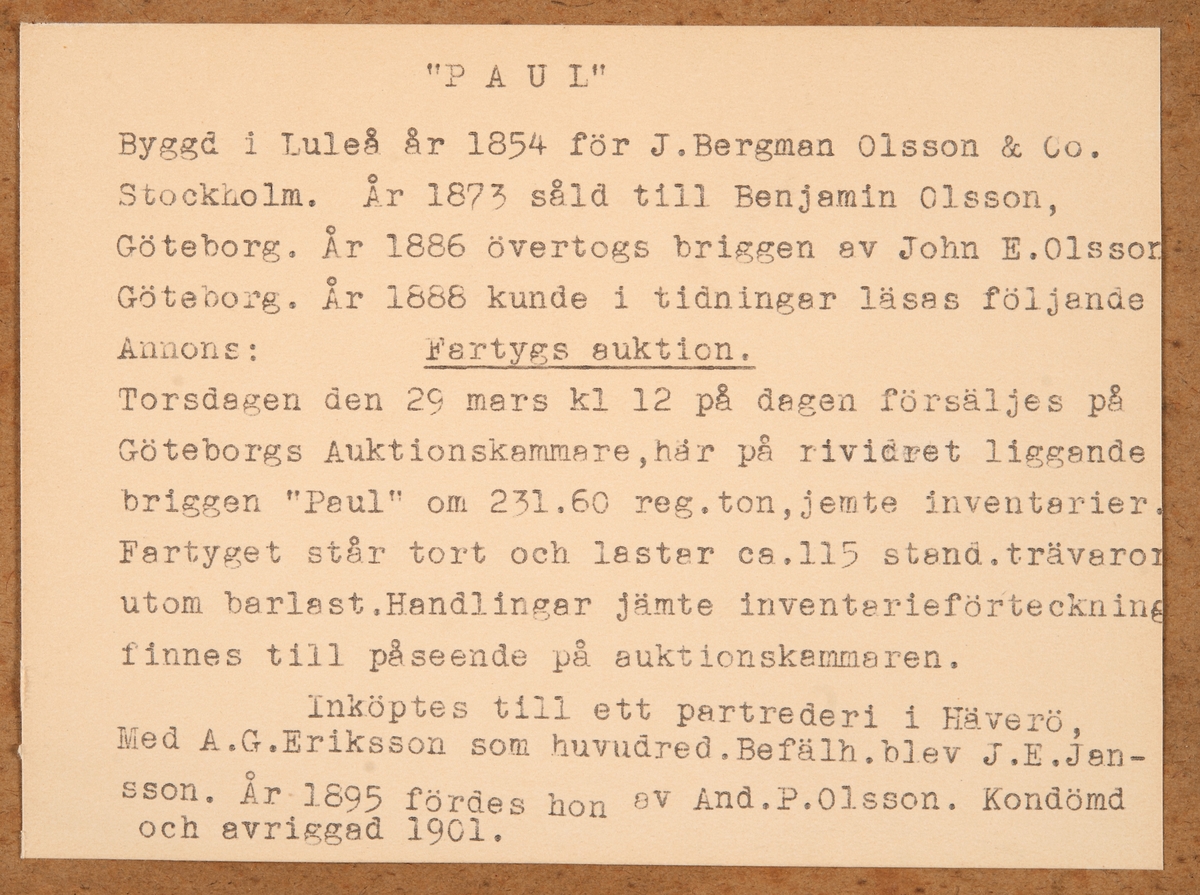 "P A U L"
Byggd i Luleå år 1854 för J.Bergman Olsson & Co.
Stockholm. År 1873 såld till Benjamin Olsson,
Göteborg. År 1886 övertogs briggen av John E.Olsson
Göteborg. År 1888 kunde i tidningar läsas följande
Annons: Fartygs auktion.
Torsdagen den 29 mars kl 12 på dagen försäljes på
Göteborgs Auktionskammare,här på rividret liggande
briggen "Paul" om 231.60 reg.ton,jemte inventarier.
Fartyget står tort och lastar ca.115 stand.trävaror
utom barlast.Handlingar jämte inventarieförteckning
finnes till påseende på auktionskammaren.
Inköptes till ett partrederi i Häverö,
Med A.G.Eriksson som huvudred.Befälh.blev J.E.Jan-
sson. År 1895 fördes hon av And.P.Olsson. Kondömd
och avriggad 1901.